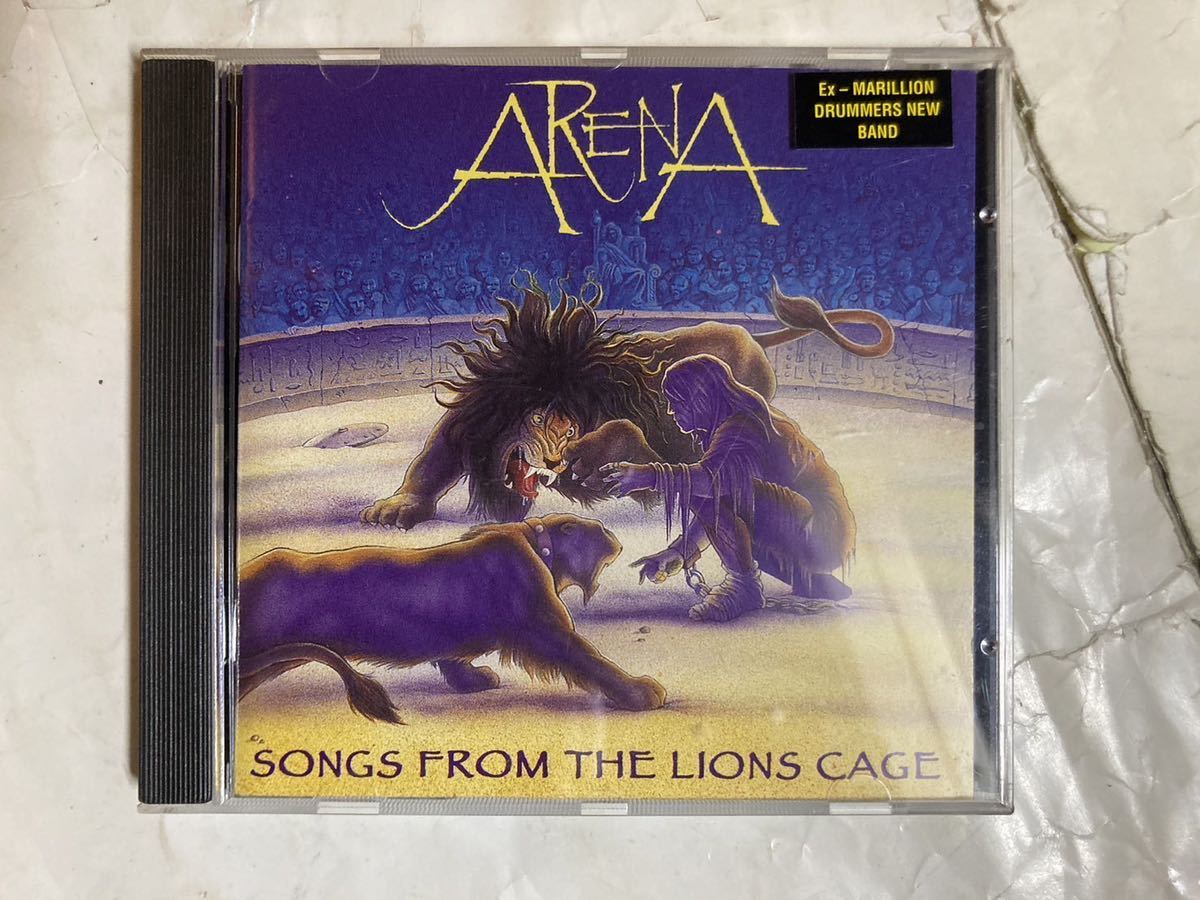 ARENA
Ex – MARILLION
DRUMMERS NEW
BAND
SONGS FROM THE LIONS CAGE